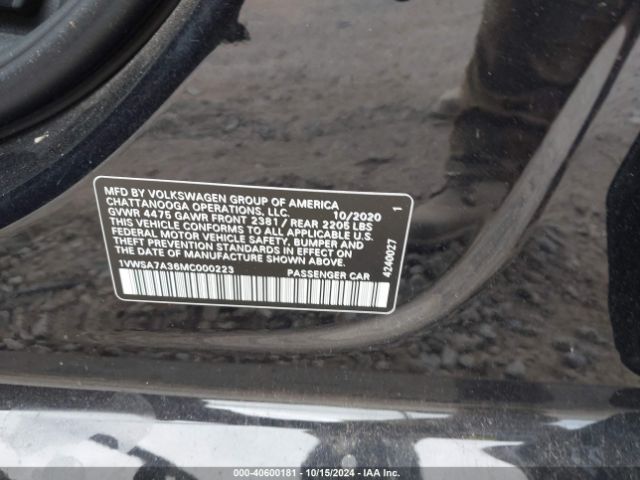 MFD BY VOLKSWAGEN GROUP OF AMERICA
CHATTANOOGA OPERATIONS, LLC. 10/2020 1
GVWR 4475 GAWR FRONT 2381 / REAR 2205 LBS
THIS VEHICLE CONFORMS TO ALL APPLICABLE U.S.
FEDERAL MOTOR VEHICLE SAFETY, BUMPER AND
THEFT PREVENTION STANDARDS IN EFFECT ON THE
DATE OF MANUFACTURE SHOWN ABOVE.
1VWSA7A36MC000223 PASSENGER CAR
4240027
000-40600181 - 10/15/2024 - IAA Inc.